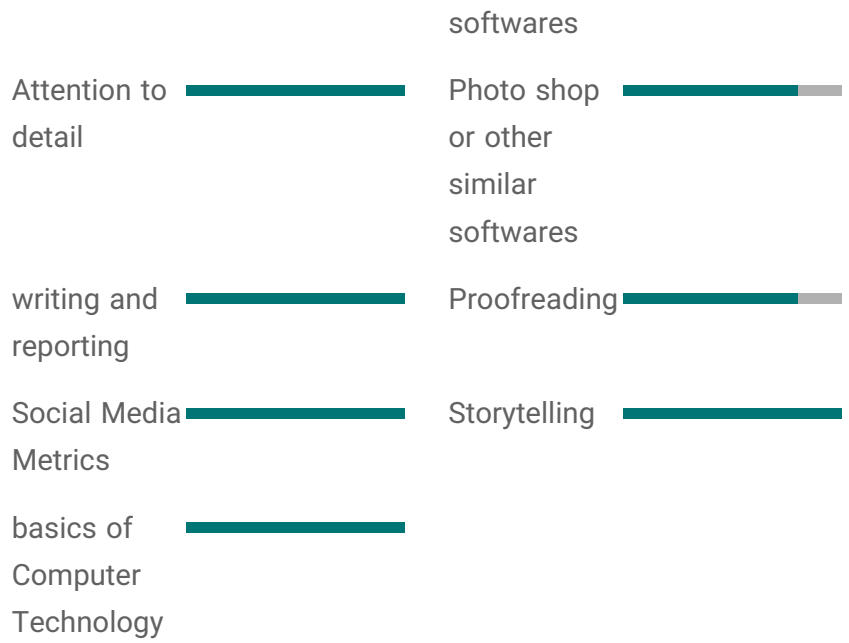 softwares
Attention to
detail
Photo shop
or other
similar
softwares
writing and
reporting
Proofreading
Social Media
Metrics
Storytelling
basics of
Computer
Technology